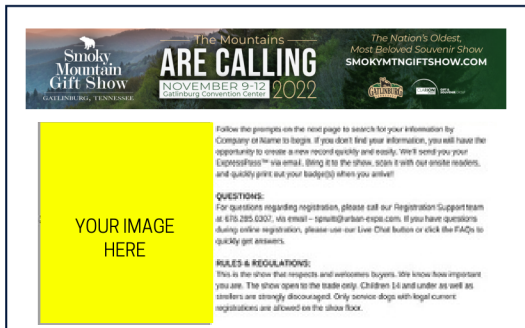 The Mountains
The Nation's Oldest,
Smoky
Most Beloved Souvenir Show
Mountain
ARE CALLING
SMOKYMTNGIFTSHOW.COM
Gift Show
NOVEMBER 9-12
2022
GATLINBURG, TENNESSEE
Gatlinburg Convention Center
GATLINBURG
Follow the prompts on the next page to search for your information by
Company or Name to begin. If you don't find your information, you will have the
opportunity to create a new record quickly and easily. We'll send you your
ExpressPass™ via email. Bring it to the show, scan it with our onsite readers,
and quickly print out your badge(s) when you arrive!
QUESTIONS:
For questions regarding registration, please call our Registration Support team
at 678.285.0307, via email – spruitt@urban-expo.com. If you have questions
during online registration, please use our Live Chat button or click the FAQs to
quickly get answers.
YOUR IMAGE
HERE
RULES & REGULATIONS:
This is the show that respects and welcomes buyers. We know how important
you are. The show open to the trade only. Children 14 and under as well as
strollers are strongly discouraged. Only service dogs with legal current
registrations are allowed on the show floor.